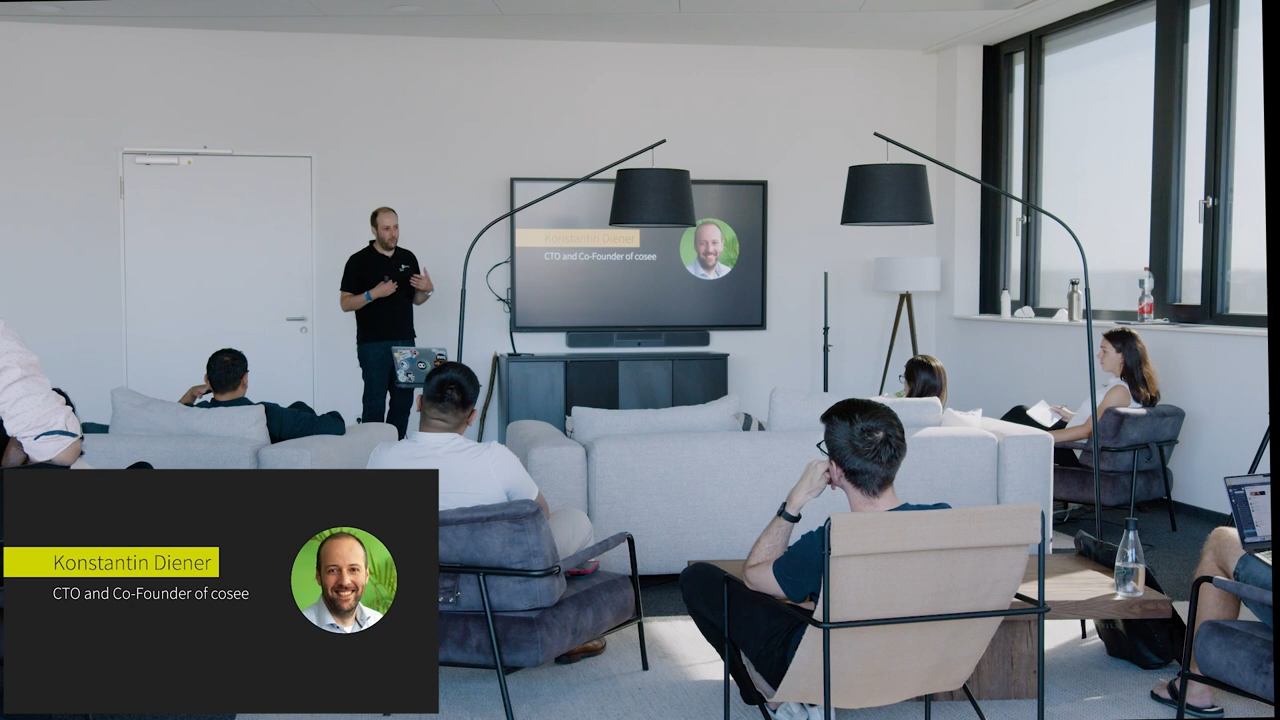 Konstantin Diener
CTO and Co-Founder of cosee
Konstantin Diener
CTO and Co-Founder of cosee